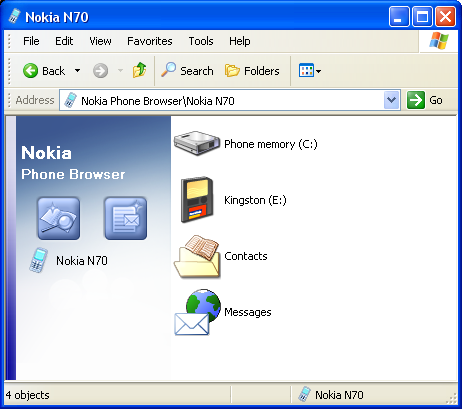 Nokia N70
File Edit View Favorites Tools Help
Back Search Folders
Address Nokia Phone Browser\Nokia N70 Go
Nokia
Phone Browser
Nokia N70
Phone memory (C:)
Kingston (E:)
Contacts
Messages
4 objects Nokia N70